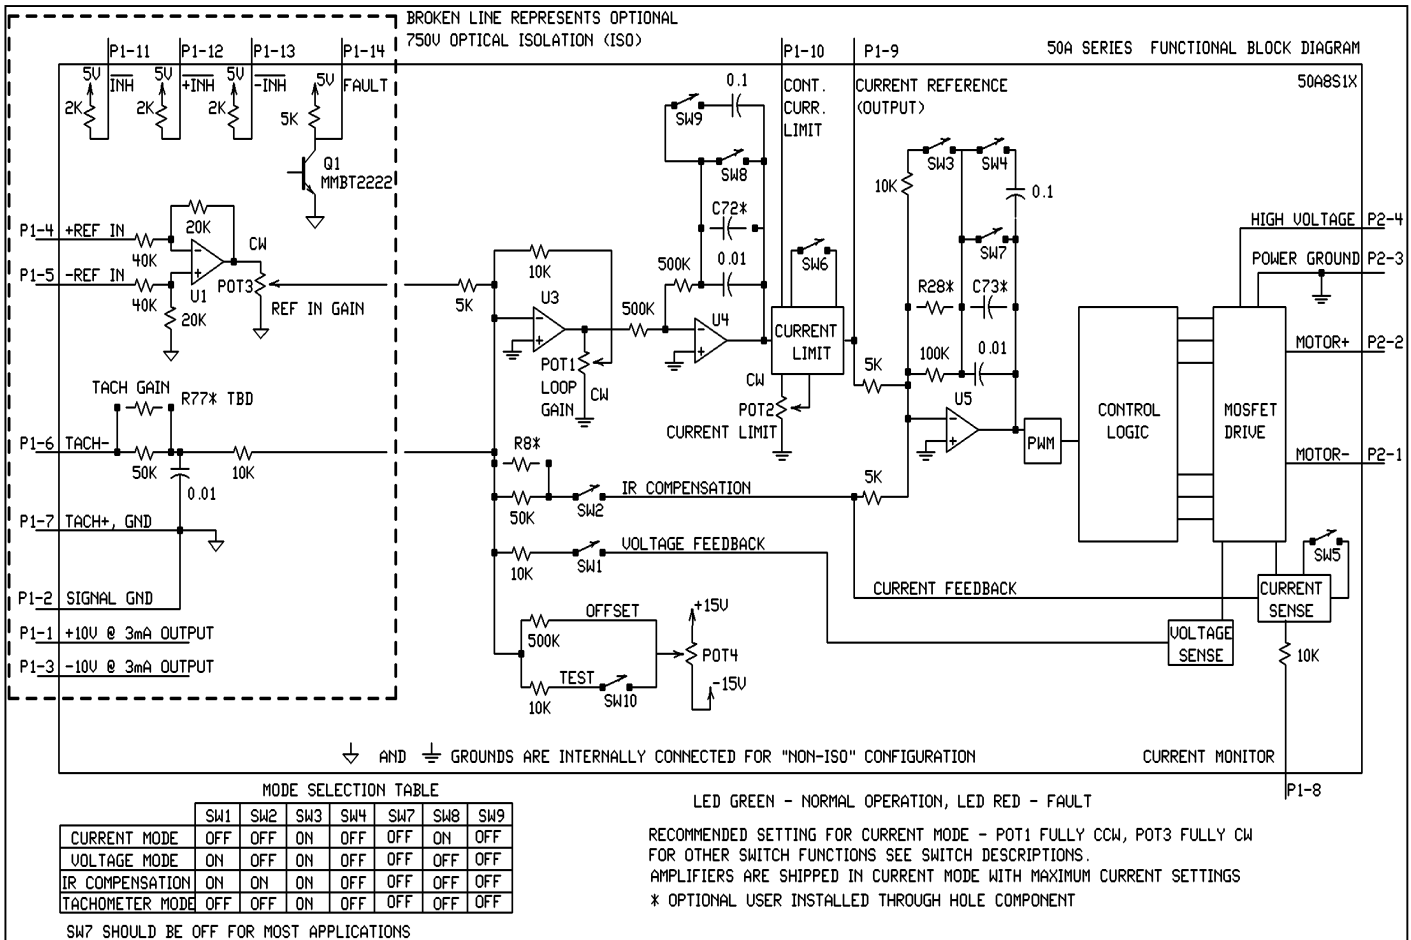 BROKEN LINE REPRESENTS OPTIONAL
750V OPTICAL ISOLATION (ISO)
50A SERIES FUNCTIONAL BLOCK DIAGRAM
50A8S1X
P1-11
P1-12
P1-13
P1-14
P1-10
P1-9
5V
INH
5V
+INH
5V
-INH
5V
FAULT
2K
2K
2K
5K
Q1
MMBT2222
CONT.
CURR.
LIMIT
CURRENT REFERENCE
(OUTPUT)
0.1
SW9
SW8
C72*
0.01
500K
SW6
SW3
SW4
10K
0.1
SW7
R28*
C73*
100K
0.01
HIGH VOLTAGE
P2-4
POWER GROUND
P2-3
MOTOR+
P2-2
MOTOR-
P2-1
P1-4
+REF IN
20K
CW
40K
P1-5
-REF IN
40K
U1
POT3
REF IN GAIN
20K
5K
10K
U3
500K
U4
CURRENT
LIMIT
5K
POT1
LOOP
GAIN
CW
CW
POT2
CURRENT LIMIT
U5
PWM
CONTROL
LOGIC
MOSFET
DRIVE
TACH GAIN
R77* TBD
P1-6
TACH-
50K
10K
0.01
R8*
50K
SW2
IR COMPENSATION
5K
P1-7
TACH+, GND
10K
SW1
VOLTAGE FEEDBACK
SW5
CURRENT FEEDBACK
CURRENT
SENSE
P1-2
SIGNAL GND
P1-1
+10V @ 3mA OUTPUT
P1-3
-10V @ 3mA OUTPUT
OFFSET
500K
+15V
POT4
TEST
10K
SW10
-15V
VOLTAGE
SENSE
10K
AND
GROUNDS ARE INTERNALLY CONNECTED FOR "NON-ISO" CONFIGURATION
CURRENT MONITOR
P1-8
MODE SELECTION TABLE
SW1 SW2 SW3 SW4 SW7 SW8 SW9
CURRENT MODE OFF OFF ON OFF OFF ON OFF
VOLTAGE MODE ON OFF ON OFF OFF OFF OFF
IR COMPENSATION ON ON ON OFF OFF OFF OFF
TACHOMETER MODE OFF OFF ON OFF OFF OFF OFF
SW7 SHOULD BE OFF FOR MOST APPLICATIONS
LED GREEN - NORMAL OPERATION, LED RED - FAULT
RECOMMENDED SETTING FOR CURRENT MODE - POT1 FULLY CCW, POT3 FULLY CW
FOR OTHER SWITCH FUNCTIONS SEE SWITCH DESCRIPTIONS.
AMPLIFIERS ARE SHIPPED IN CURRENT MODE WITH MAXIMUM CURRENT SETTINGS
* OPTIONAL USER INSTALLED THROUGH HOLE COMPONENT